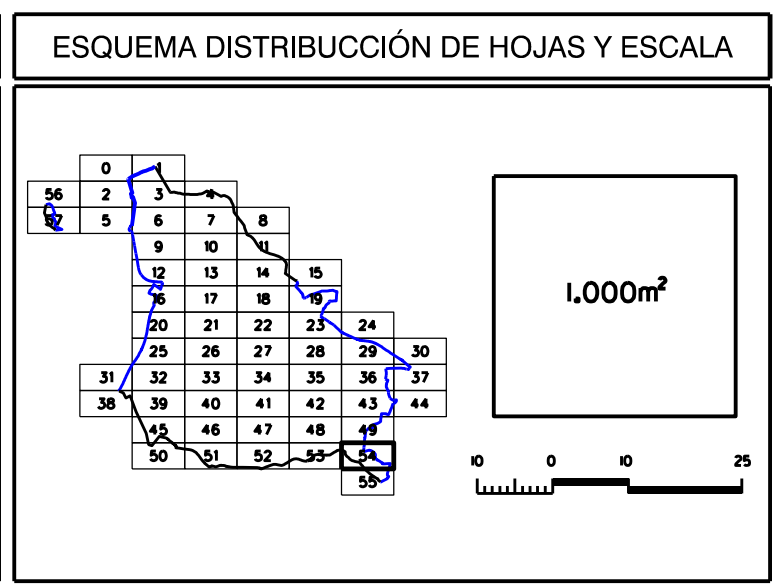 ESQUEMA DISTRIBUCCIÓN DE HOJAS Y ESCALA
0 1
56 2 3 4
57 5 6 7 8
9 10 11
12 13 14 15
16 17 18 19
20 21 22 23 24
25 26 27 28 29 30
31 32 33 34 35 36 37
38 39 40 41 42 43 44
45 46 47 48 49
50 51 52 53 54
55
1.000m²
10 0 10 25